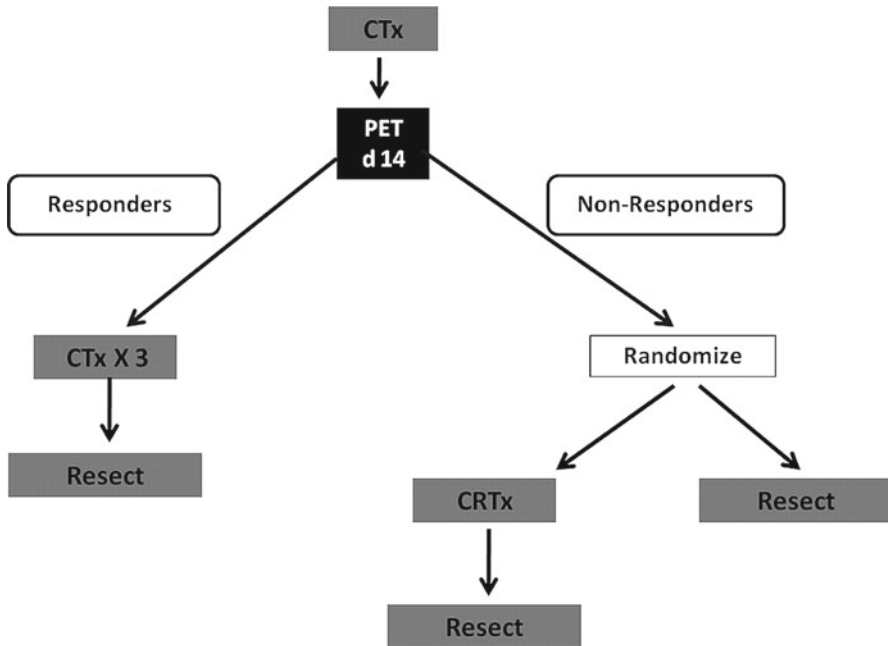 CTx
PET
d 14
Responders
Non-Responders
CTx X 3
Randomize
Resect
CRTx
Resect
Resect